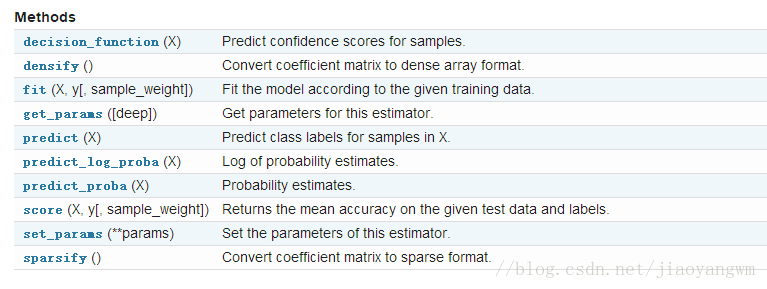 Methods
decision_function (X) Predict confidence scores for samples.
densify () Convert coefficient matrix to dense array format.
fit (X, y[, sample_weight]) Fit the model according to the given training data.
get_params ([deep]) Get parameters for this estimator.
predict (X) Predict class labels for samples in X.
predict_log_proba (X) Log of probability estimates.
predict_proba (X) Probability estimates.
score (X, y[, sample_weight]) Returns the mean accuracy on the given test data and labels.
set_params (**params) Set the parameters of this estimator.
sparsify () Convert coefficient matrix to sparse format.
//blog.csdn.net/jiaoyangwm